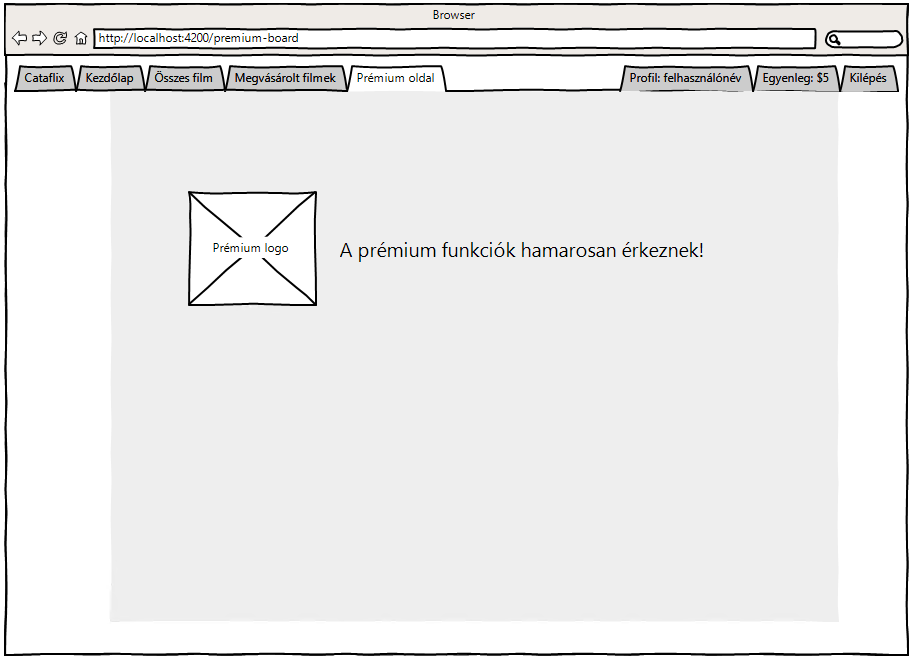 Browser
http://localhost:4200/premium-board
Cataflix Kezdőlap Összes film Megvásárolt filmek Prémium oldal Profil: felhasználónév Egyenleg: $5 Kilépés
Prémium logo
A prémium funkciók hamarosan érkeznek!